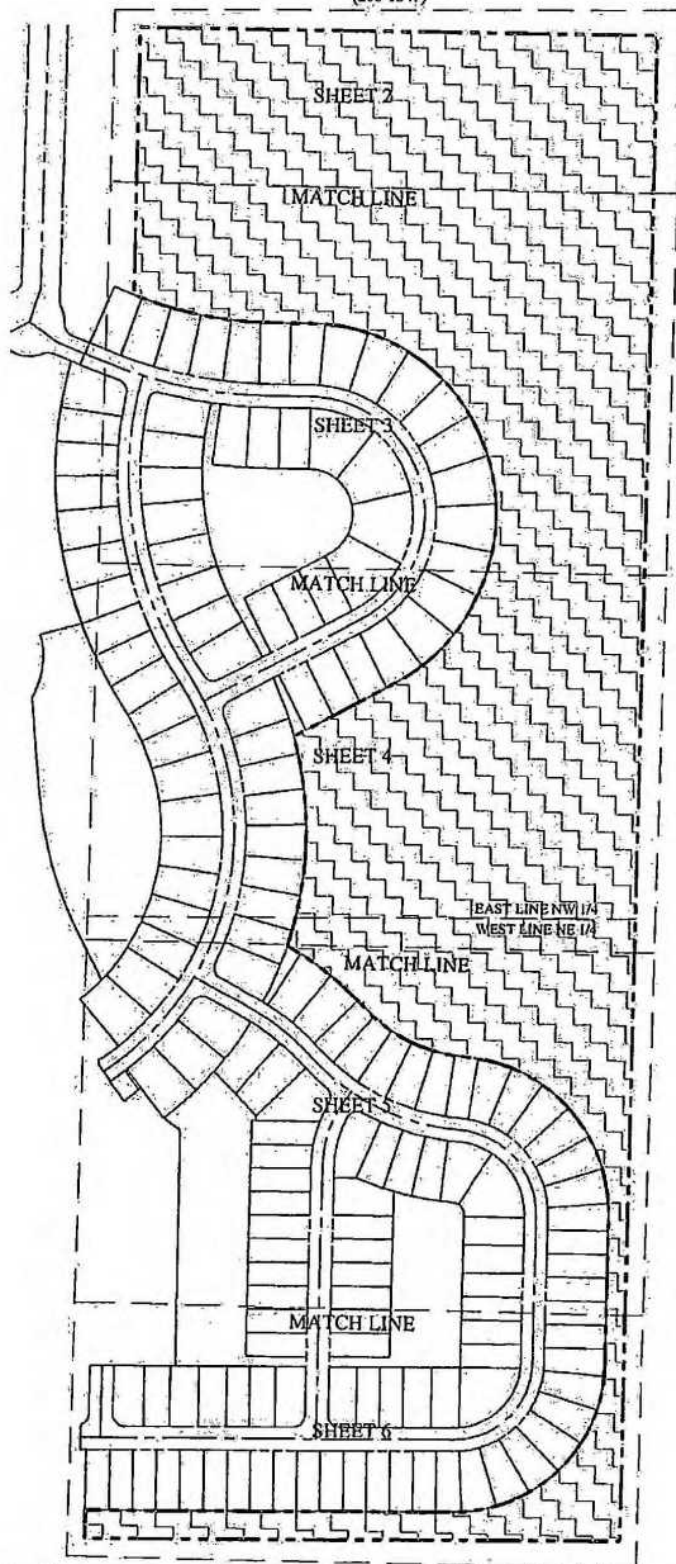 SHEET 2
MATCH LINE
SHEET 3
MATCH LINE
SHEET 4
EAST LINE NW 1/4
WEST LINE NE 1/4
MATCH LINE
SHEET 5
MATCH LINE
SHEET 6